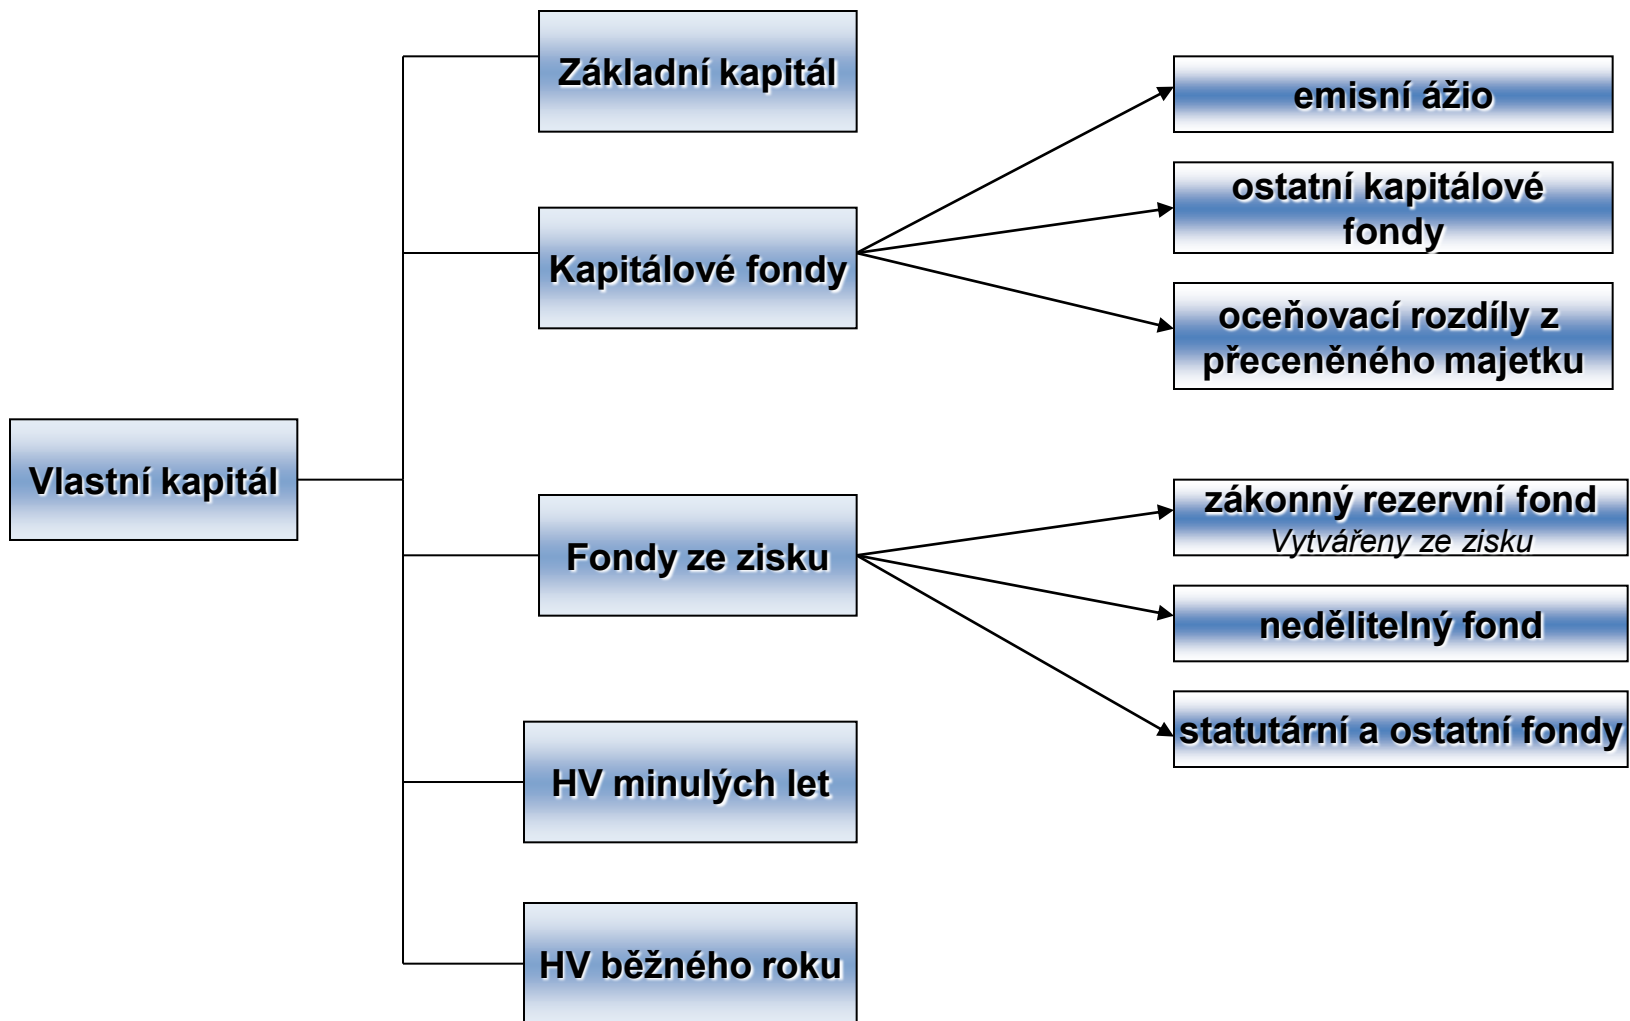 Vlastní kapitál
Základní kapitál
Kapitálové fondy
Fondy ze zisku
HV minulých let
HV běžného roku
emisní ážio
ostatní kapitálové
fondy
oceňovací rozdíly z
přeceněného majetku
zákonný rezervní fond
Vytvářeny ze zisku
nedělitelný fond
statutární a ostatní fondy